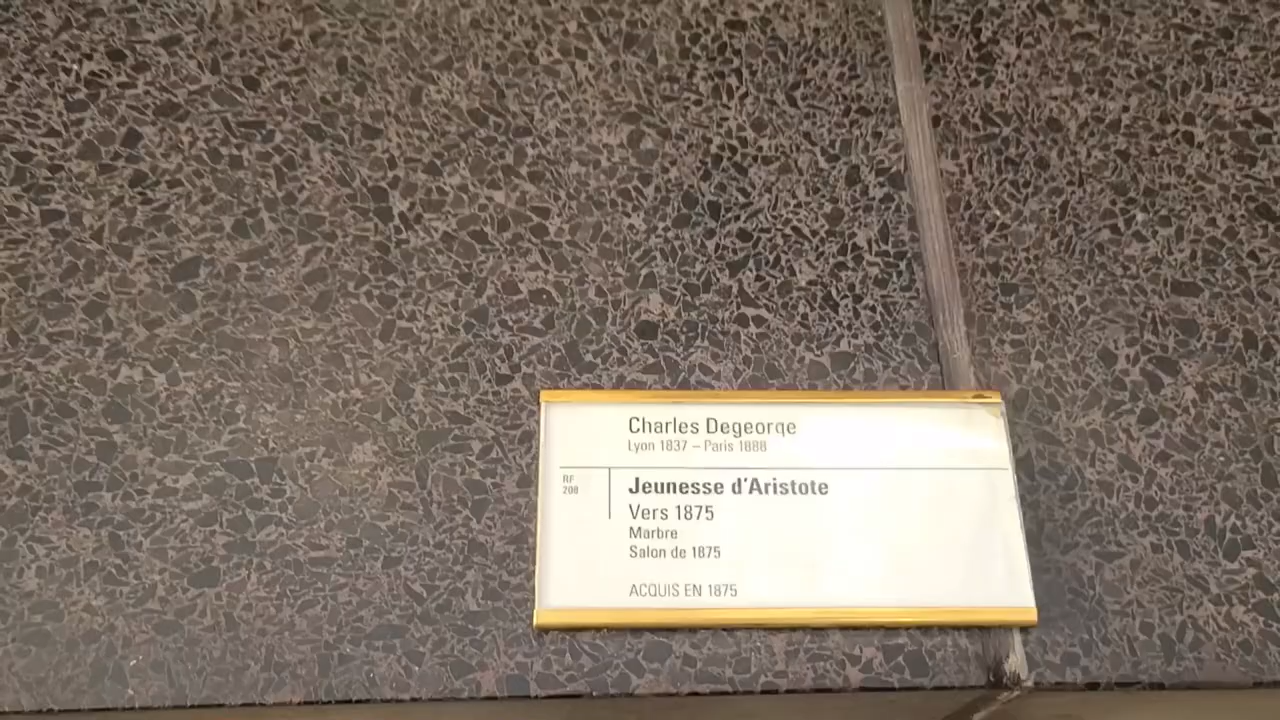 Charles Degeorge
Lyon 1837 – Paris 1888
RF
208
Jeunesse d'Aristote
Vers 1875
Marbre
Salon de 1875
ACQUIS EN 1875